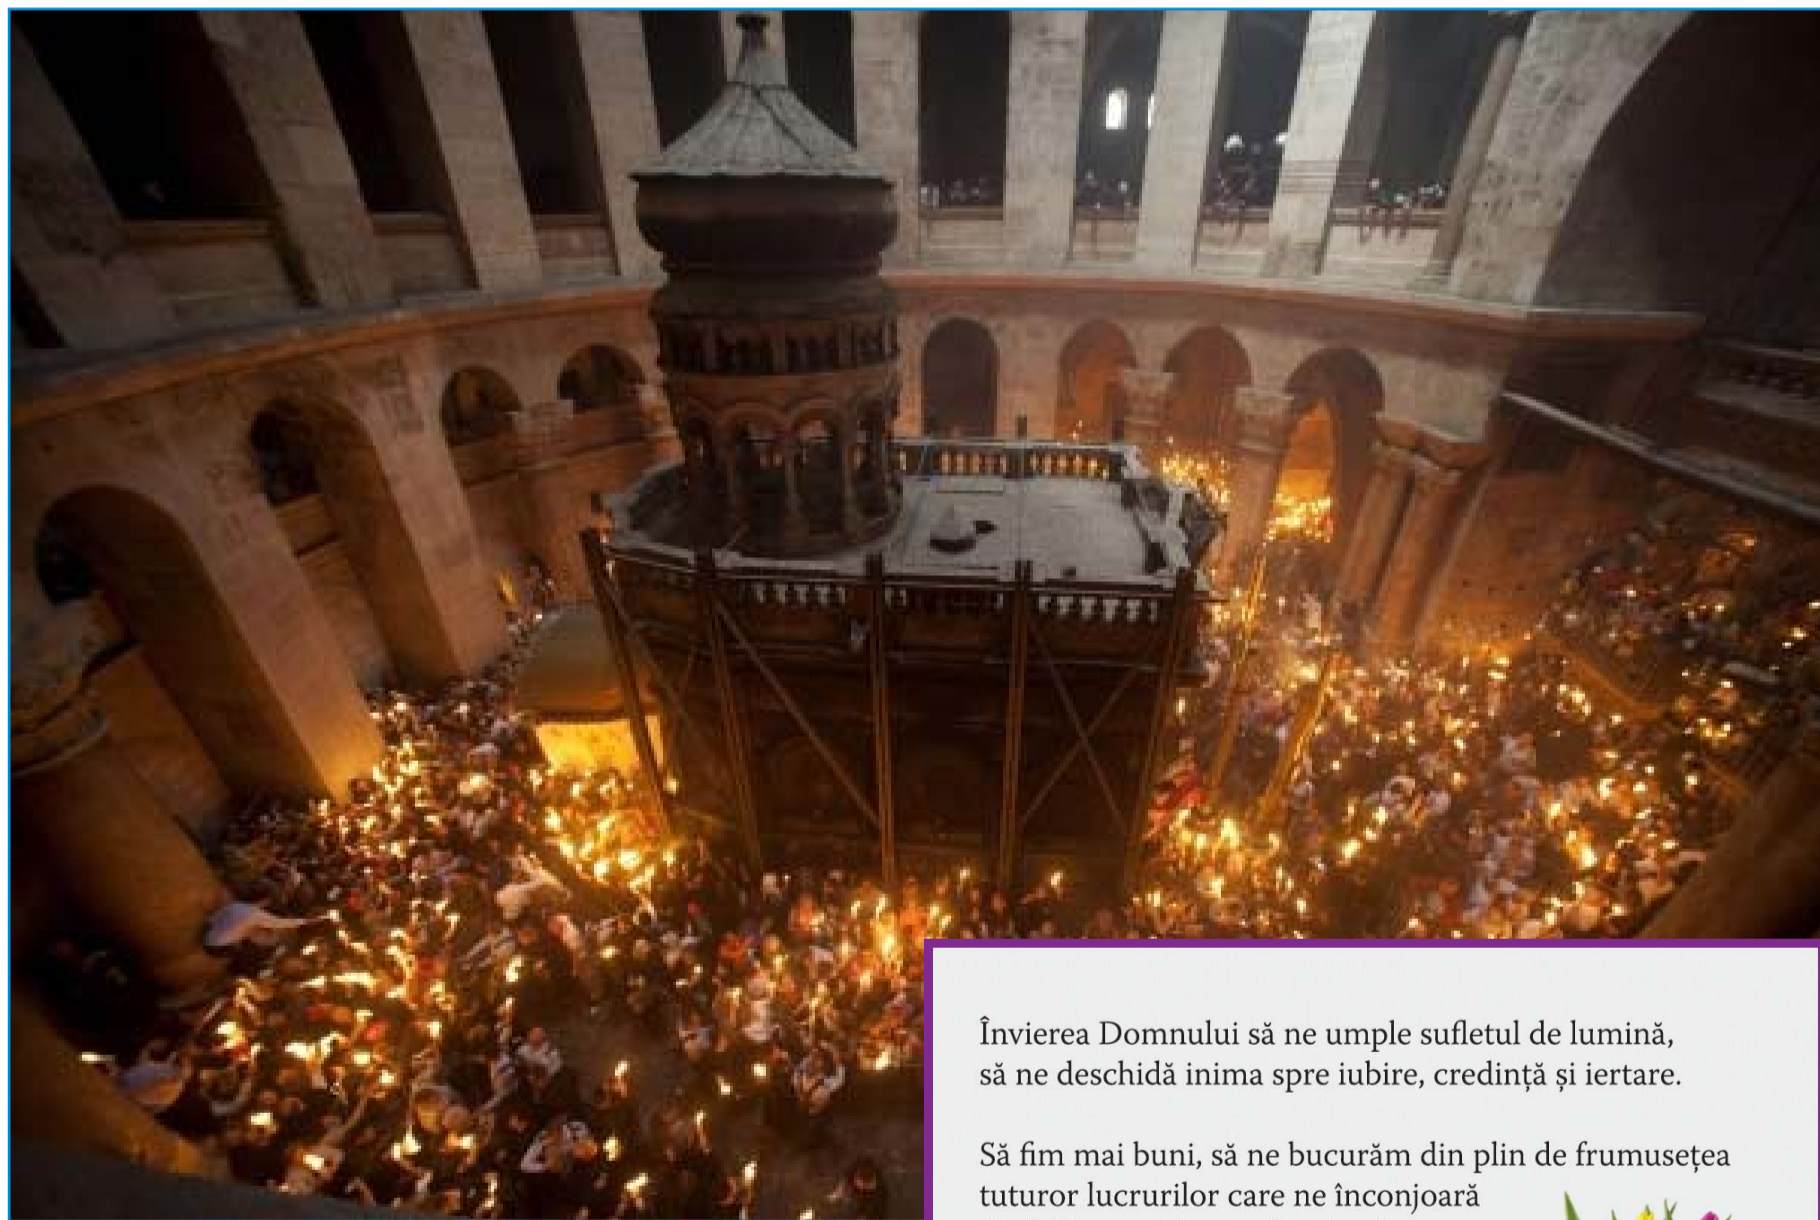 Învierea Domnului să ne umple sufletul de lumină,
să ne deschidă inima spre iubire, credință și iertare.
Să fim mai buni, să ne bucurăm din plin de frumusețea
tuturor lucrurilor care ne înconjoară